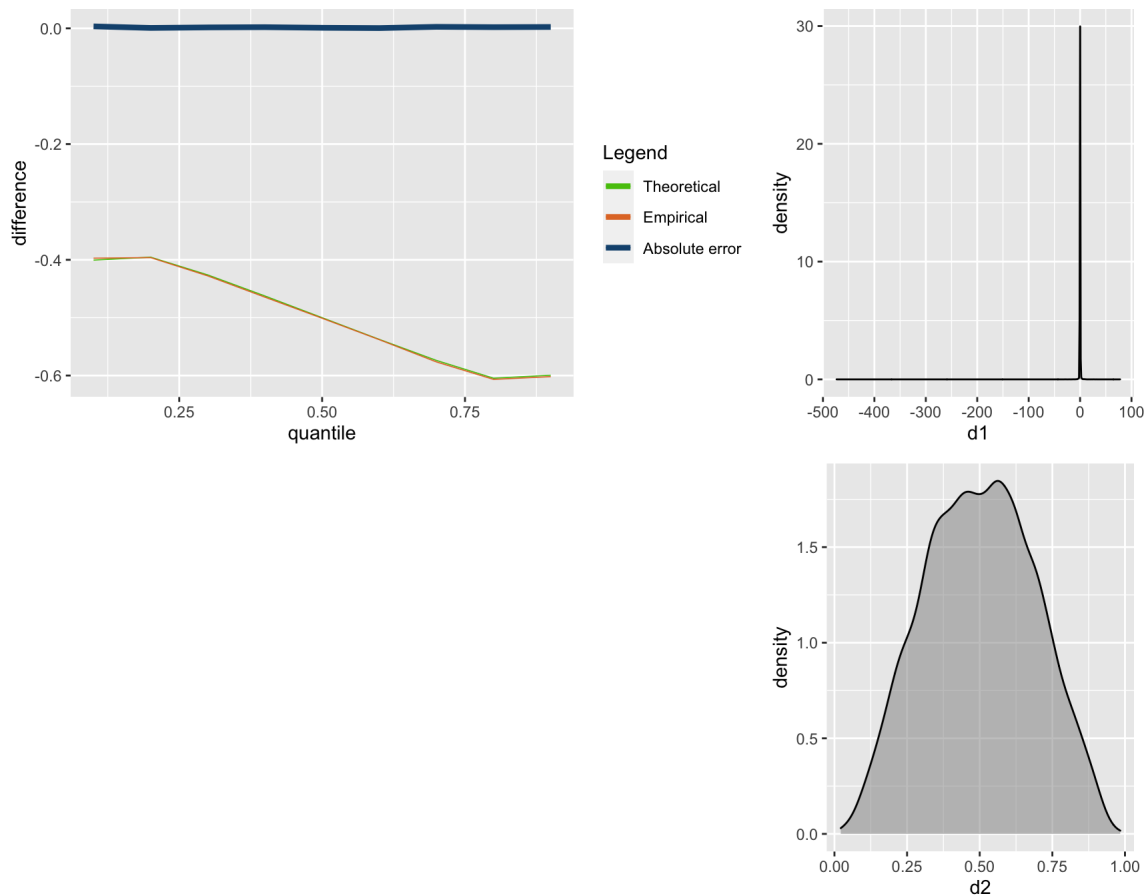 0.0
-0.2
-0.4
-0.6
difference
0.25 0.50 0.75
quantile
Legend
Theoretical
Empirical
Absolute error
30
20
10
0
density
-500 -400 -300 -200 -100 0 100
d1
1.5
1.0
0.5
0.0
density
0.00 0.25 0.50 0.75 1.00
d2